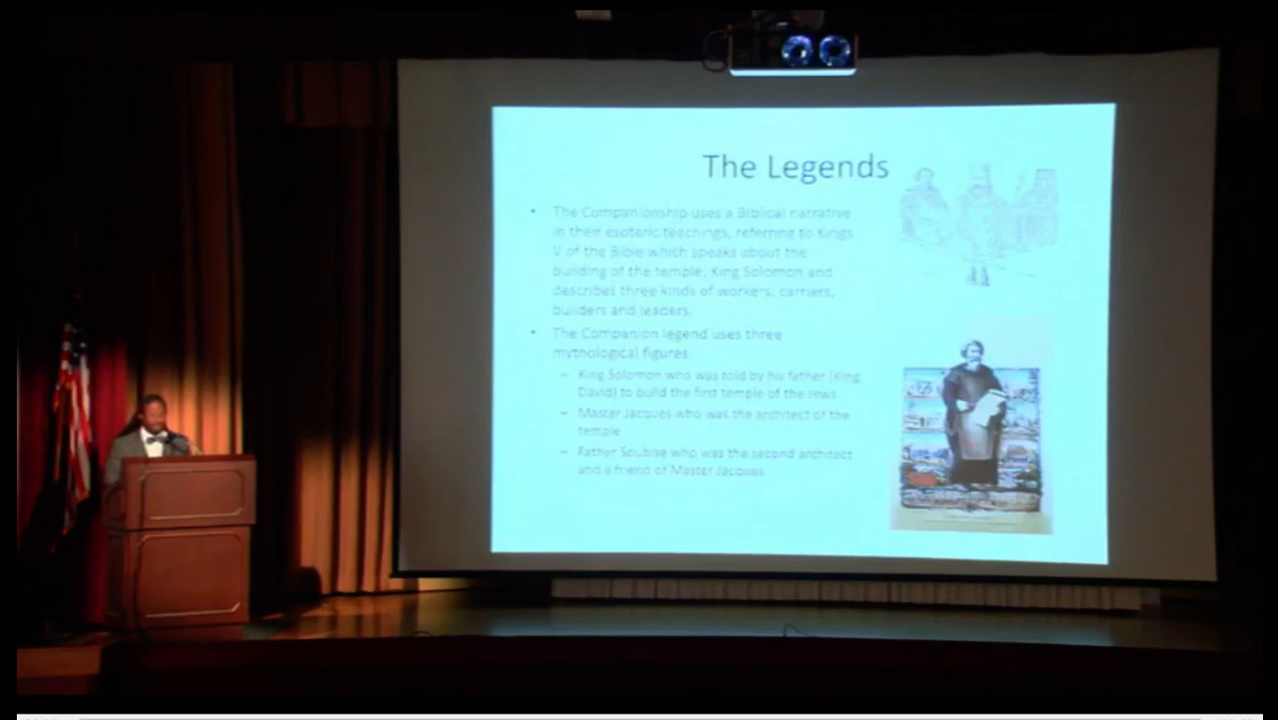 The Legends
• The Companionship uses a Biblical narrative
in their esoteric teachings, referring to Kings
V of the Bible which speaks about the
building of the temple, King Solomon and
describes three kinds of workers, carriers,
builders and leaders.
• The Companion legend uses three
mythological figures.
– King Solomon who was told by his father (King
David) to build the first temple of the Jews
– Master Jacques who was the architect of the
temple
– Father Soubise who was the second architect
and a friend of Master Jacques